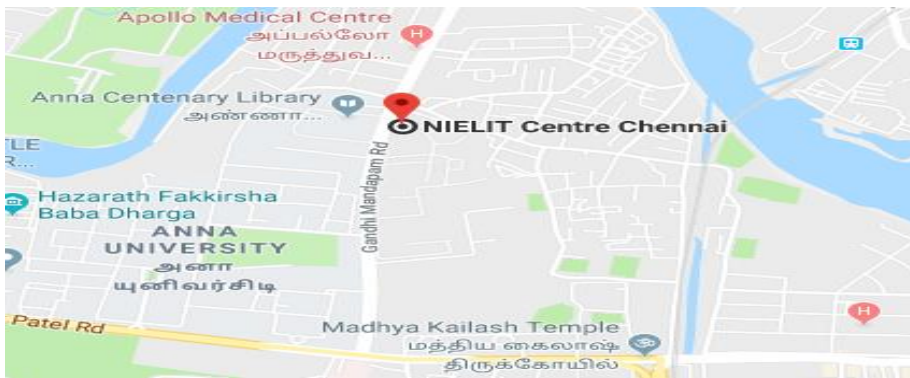 Apollo Medical Centre
அப்பல்லோ
மருத்துவ...
Anna Centenary Library
அண்ணா...
NIELIT Centre Chennai
TLE
R...
Gandhi Mandapam Rd
Hazarath Fakkirsha
Baba Dharga
ANNA
UNIVERSITY
அனா
யுனிவர்சிடி
Patel Rd
Madhya Kailash Temple
மத்திய கைலாஷ்
திருக்கோயில்
H
H